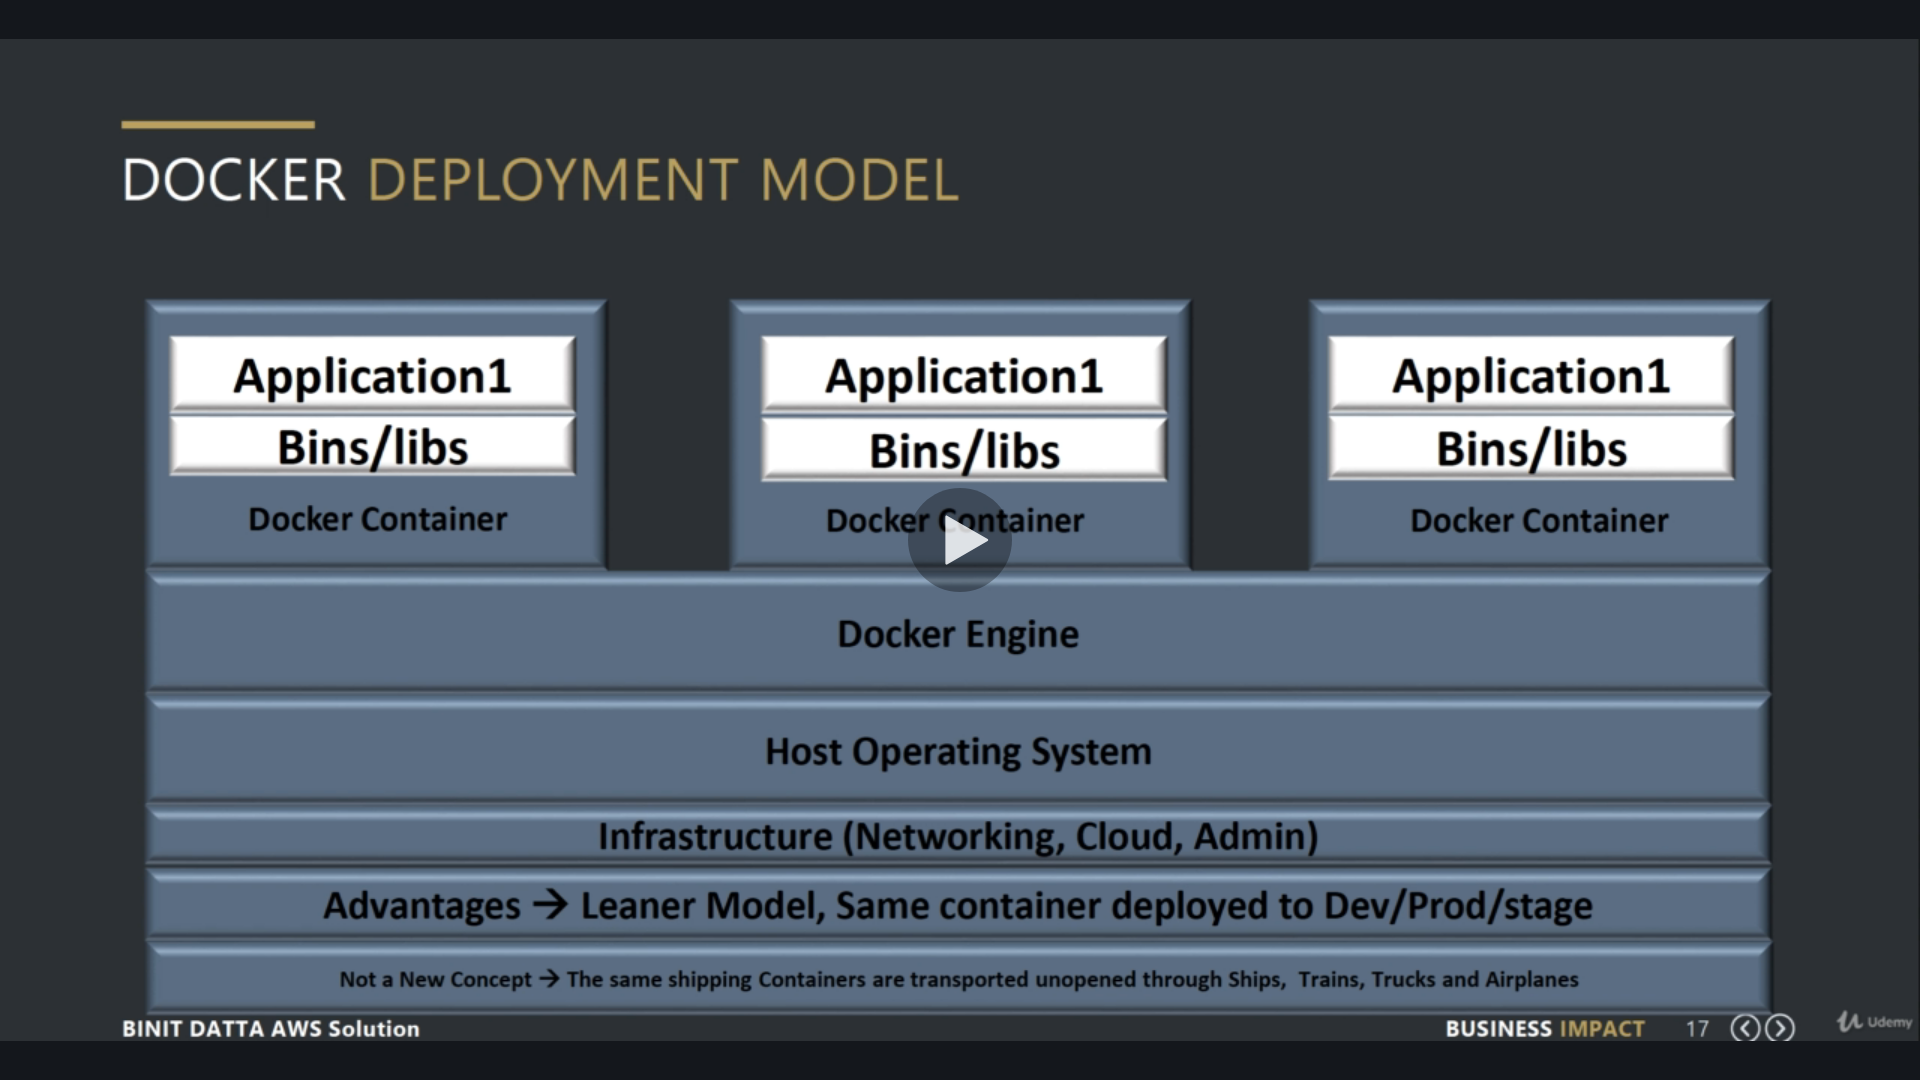 DOCKER DEPLOYMENT MODEL
Application1
Bins/libs
Docker Container
Application1
Bins/libs
Docker Container
Application1
Bins/libs
Docker Container
Docker Engine
Host Operating System
Infrastructure (Networking, Cloud, Admin)
Advantages → Leaner Model, Same container deployed to Dev/Prod/stage
Not a New Concept → The same shipping Containers are transported unopened through Ships, Trains, Trucks and Airplanes
BINIT DATTA AWS Solution
BUSINESS IMPACT
17
Udemy